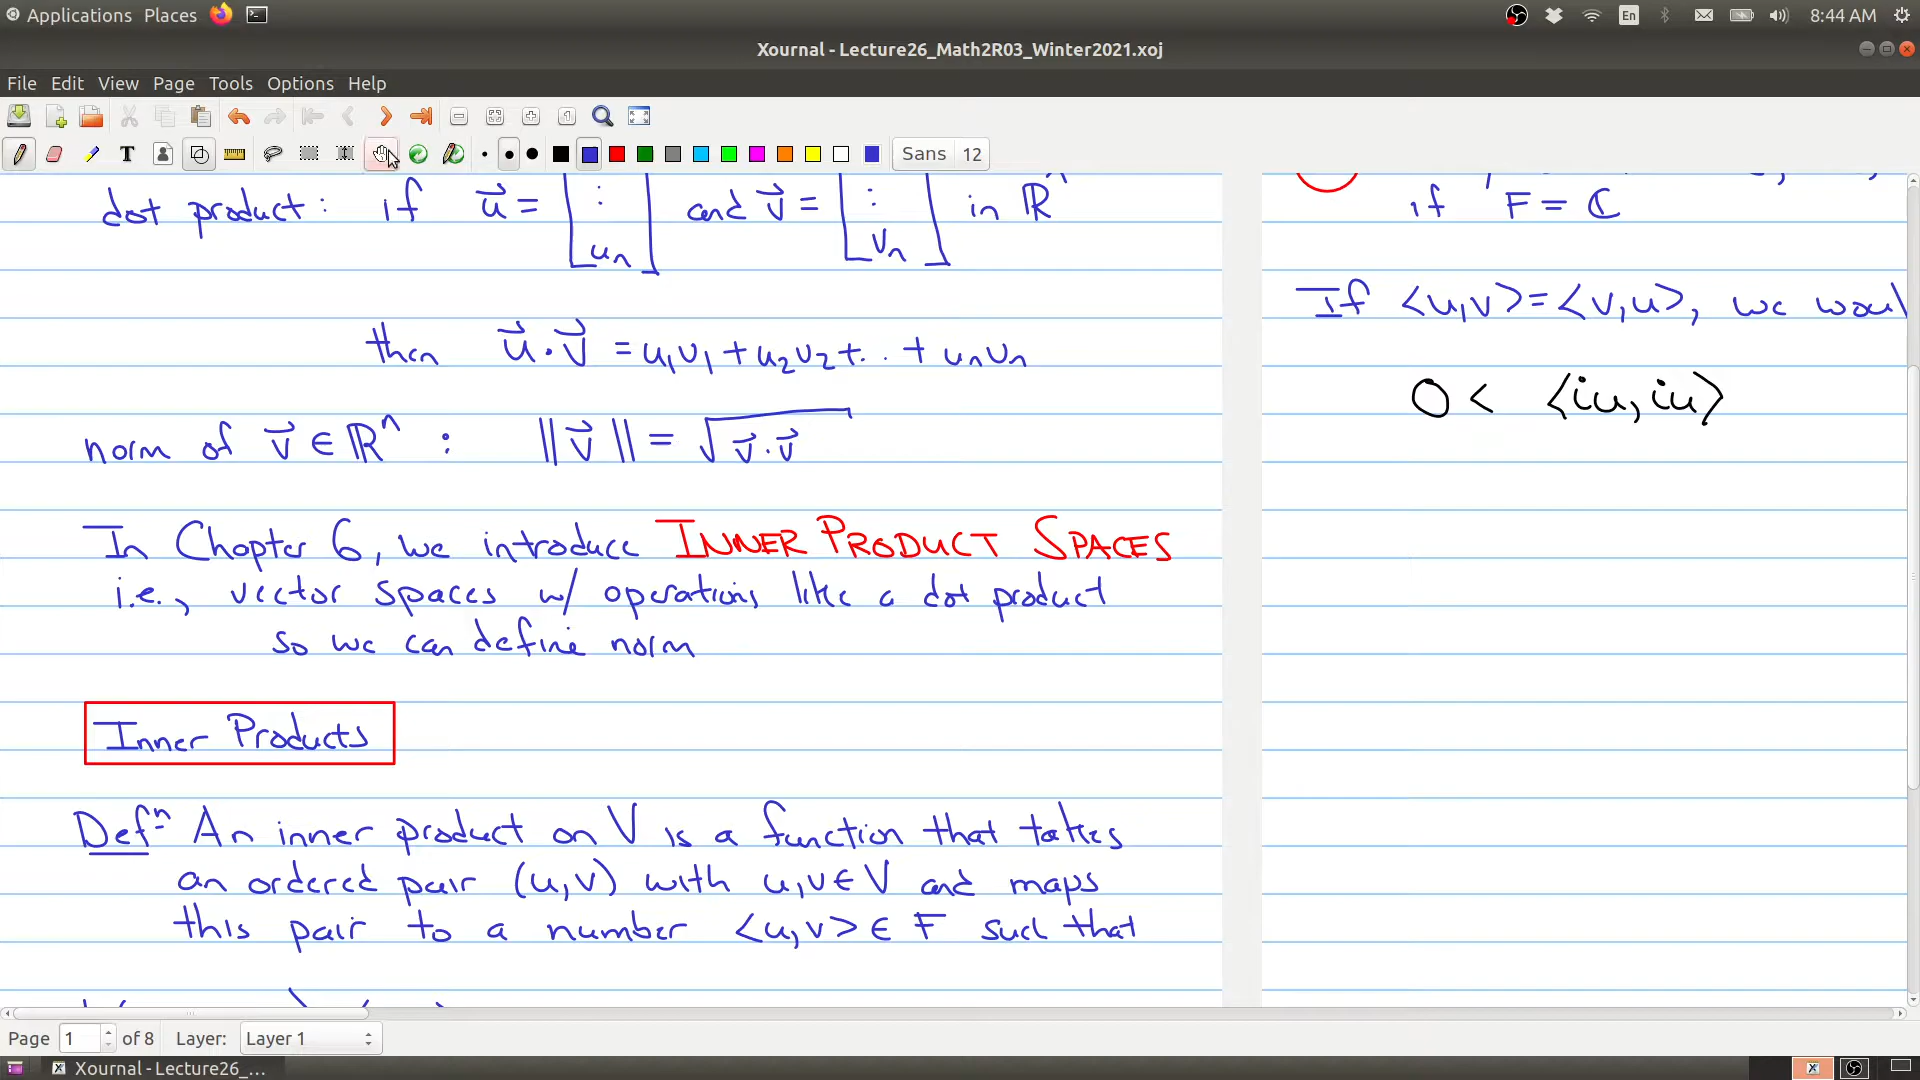 Applications Places En 8:44 AM
Xournal - Lecture26_Math2R03_Winter2021.xoj
File Edit View Page Tools Options Help
T Sans 12
dot product: if u⃗ = [⋮ uₙ] and v⃗ = [⋮ vₙ] in ℝⁿ
then u⃗·v⃗ = u₁v₁ + u₂v₂ + ... + uₙvₙ
norm of v⃗ ∈ ℝⁿ : ‖v⃗‖ = √v⃗·v⃗
In Chapter 6, we introduce INNER PRODUCT SPACES
i.e., vector spaces w/ operations like a dot product
so we can define norm
Inner Products
Defⁿ An inner product on V is a function that takes
an ordered pair (u,v) with u,v ∈ V and maps
this pair to a number <u,v> ∈ F such that
if F = ℂ
If <u,v> = <v,u>, we woul
0 < <iu, iu>
Page 1 of 8 Layer: Layer 1
Xournal - Lecture26_...